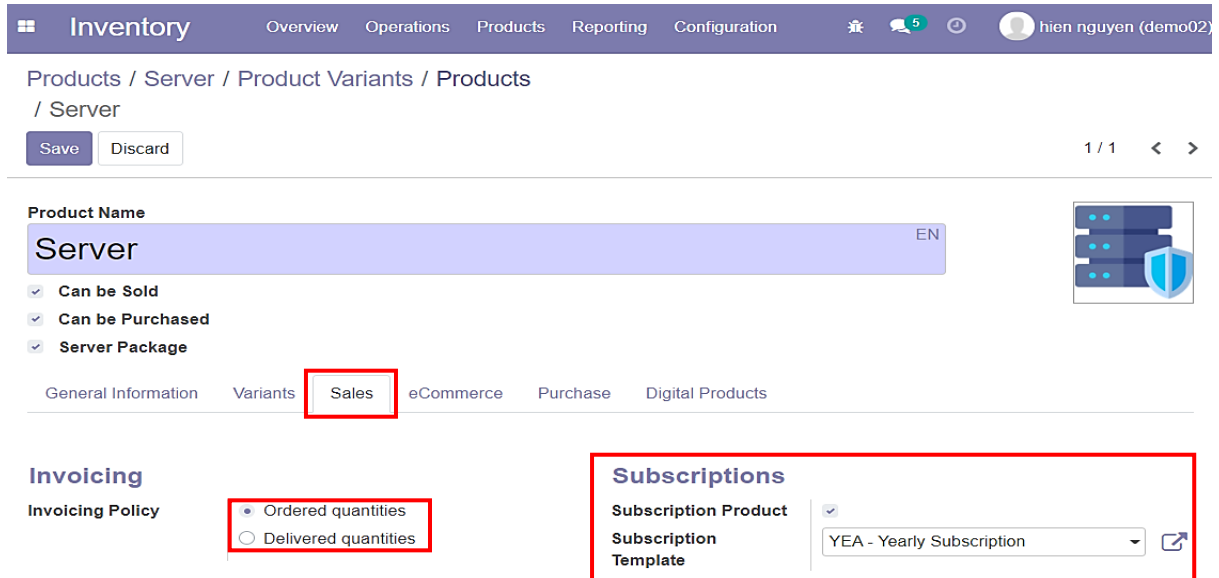 Inventory Overview Operations Products Reporting Configuration 5 hien nguyen (demo02)
Products / Server / Product Variants / Products
/ Server
Save Discard 1 / 1
Product Name
Server EN
Can be Sold
Can be Purchased
Server Package
General Information Variants Sales eCommerce Purchase Digital Products
Invoicing
Invoicing Policy
Ordered quantities
Delivered quantities
Subscriptions
Subscription Product
Subscription
Template
YEA - Yearly Subscription